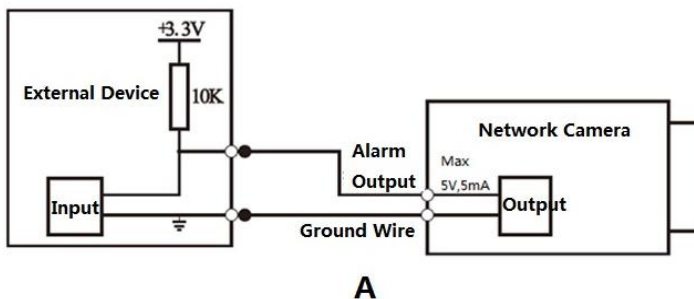 +3.3V
External Device
10K
Network Camera
Alarm
Output
Max
5V,5mA
Input
Output
Ground Wire
A